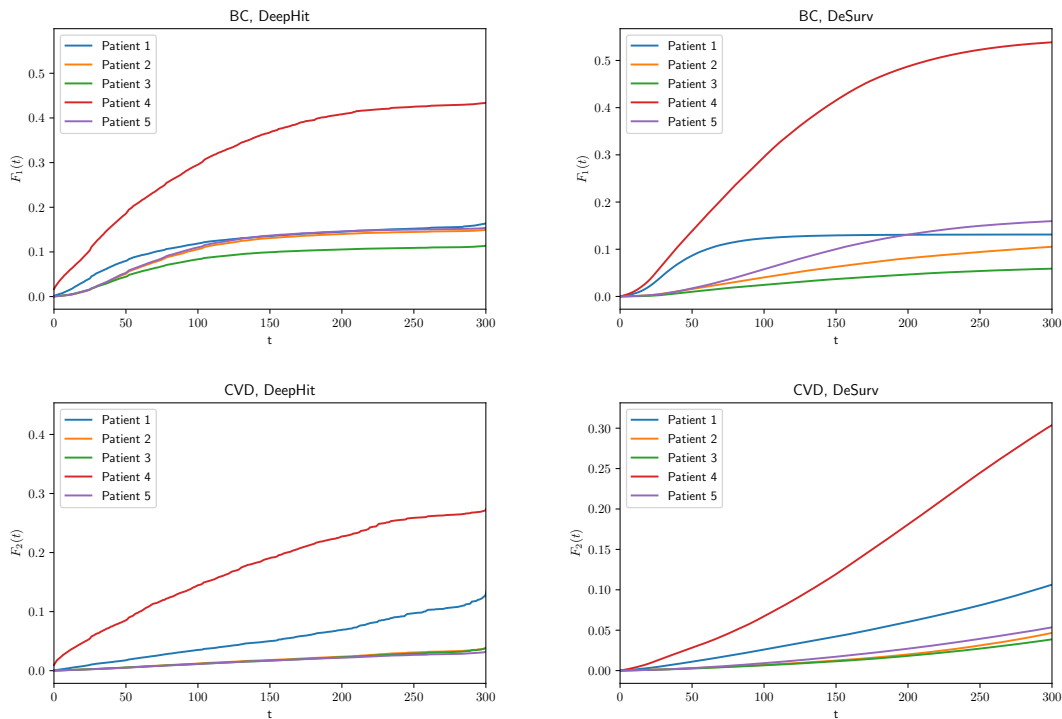 BC, DeepHit
F₁(t)
0.5
0.4
0.3
0.2
0.1
0.0
Patient 1
Patient 2
Patient 3
Patient 4
Patient 5
0 50 100 150 200 250 300
t
BC, DeSurv
F₁(t)
0.5
0.4
0.3
0.2
0.1
0.0
Patient 1
Patient 2
Patient 3
Patient 4
Patient 5
0 50 100 150 200 250 300
t
CVD, DeepHit
F₂(t)
0.4
0.3
0.2
0.1
0.0
Patient 1
Patient 2
Patient 3
Patient 4
Patient 5
0 50 100 150 200 250 300
t
CVD, DeSurv
F₂(t)
0.30
0.25
0.20
0.15
0.10
0.05
0.00
Patient 1
Patient 2
Patient 3
Patient 4
Patient 5
0 50 100 150 200 250 300
t